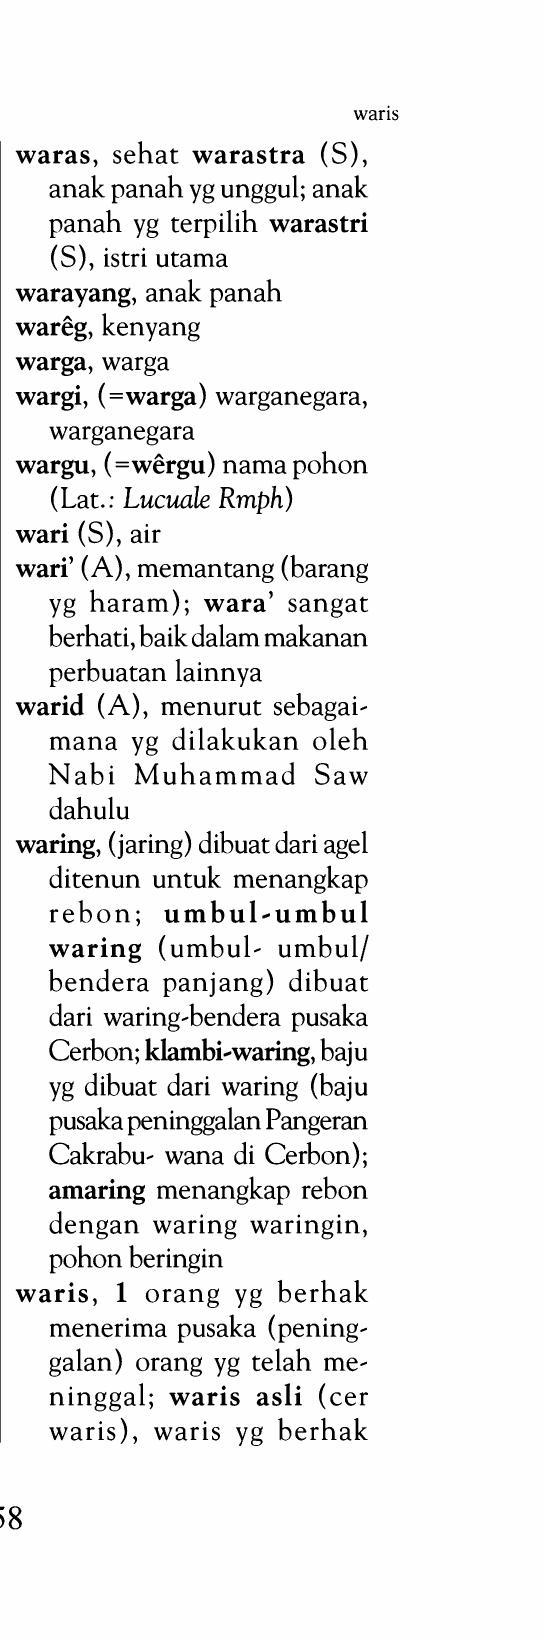 waris
waras, sehat warastra (S),
anak panah yg unggul; anak
panah yg terpilih warastri
(S), istri utama
warayang, anak panah
warêg, kenyang
warga, warga
wargi, (=warga) warganegara,
warganegara
wargu, (=wêrgu) nama pohon
(Lat.: Lucuale Rmph)
wari (S), air
wari’ (A), memantang (barang
yg haram); wara’ sangat
berhati, baik dalam makanan
perbuatan lainnya
warid (A), menurut sebagai-
mana yg dilakukan oleh
Nabi Muhammad Saw
dahulu
waring, (jaring) dibuat dari agel
ditenun untuk menangkap
rebon; umbul-umbul
waring (umbul- umbul/
bendera panjang) dibuat
dari waring-bendera pusaka
Cerbon; klambi-waring, baju
yg dibuat dari waring (baju
pusaka peninggalan Pangeran
Cakrabu- wana di Cerbon);
amaring menangkap rebon
dengan waring waringin,
pohon beringin
waris, 1 orang yg berhak
menerima pusaka (pening-
galan) orang yg telah me-
ninggal; waris asli (cer
waris), waris yg berhak
58